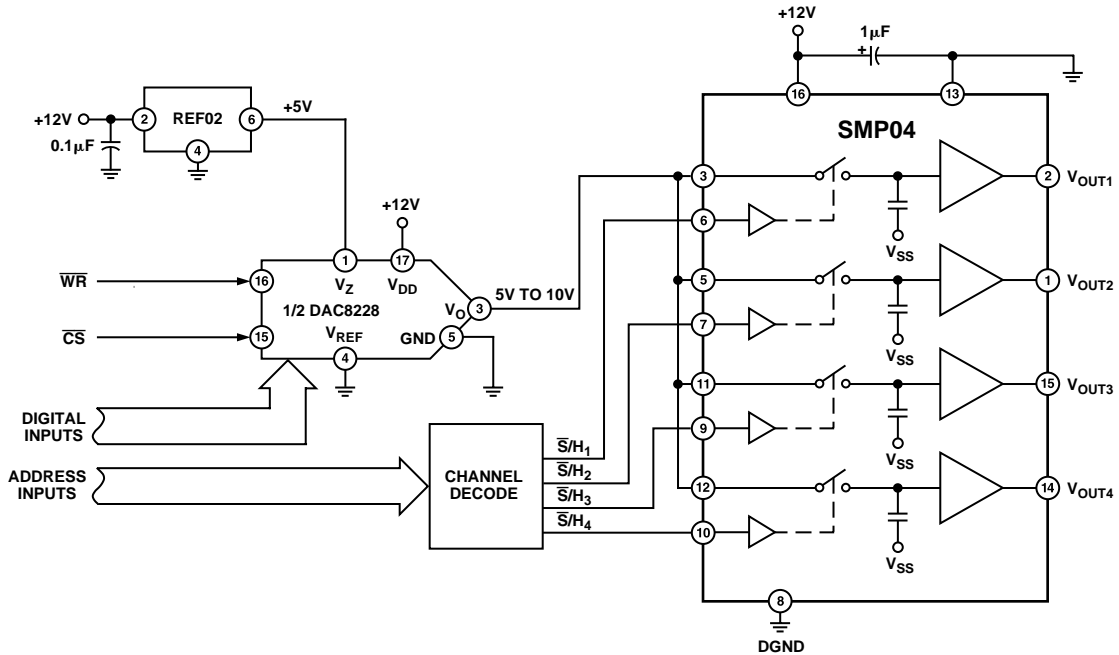 +12V
1μF
+
16
13
+5V
+12V
2
REF02
6
SMP04
0.1μF
4
3
2
VOUT1
+12V
6
VSS
1
17
5
1
VOUT2
WR
16
VZ
VDD
5V TO 10V
1/2 DAC8228
VO
3
7
CS
15
VREF
GND
5
VSS
4
11
15
VOUT3
DIGITAL
INPUTS
9
S/H1
VSS
ADDRESS
INPUTS
CHANNEL
DECODE
S/H2
12
14
VOUT4
S/H3
S/H4
10
VSS
8
DGND